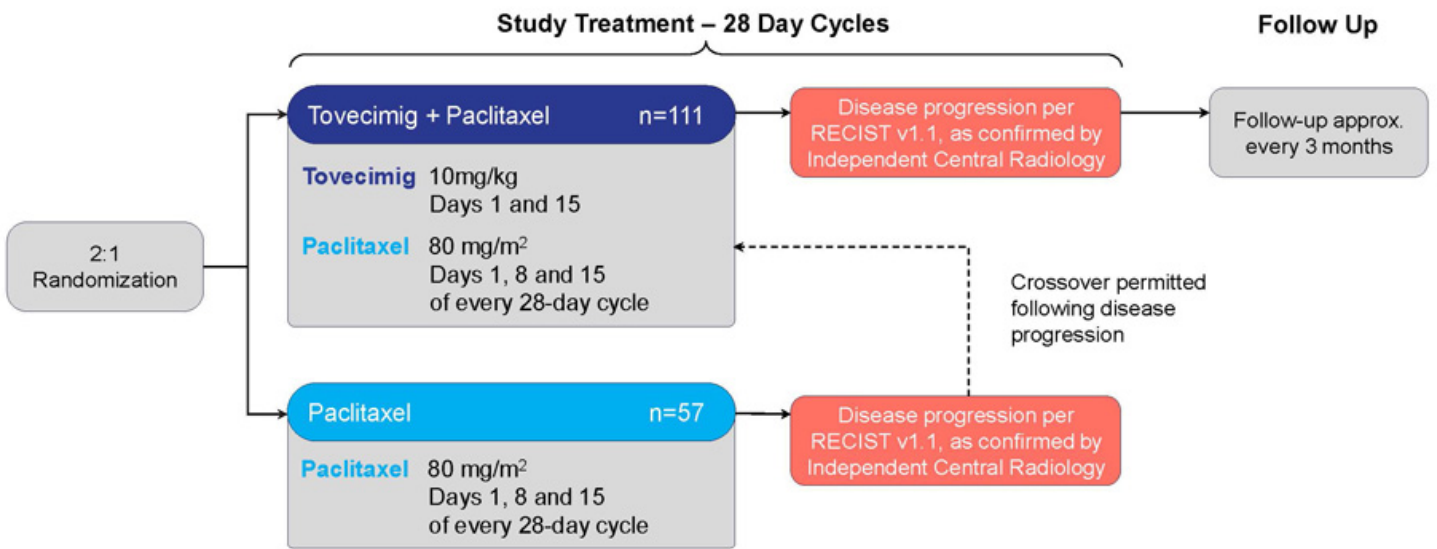 Study Treatment – 28 Day Cycles
Follow Up
2:1
Randomization
Tovecimig + Paclitaxel n=111
Tovecimig 10mg/kg
Days 1 and 15
Paclitaxel 80 mg/m²
Days 1, 8 and 15
of every 28-day cycle
Disease progression per
RECIST v1.1, as confirmed by
Independent Central Radiology
Follow-up approx.
every 3 months
Crossover permitted
following disease
progression
Paclitaxel n=57
Paclitaxel 80 mg/m²
Days 1, 8 and 15
of every 28-day cycle
Disease progression per
RECIST v1.1, as confirmed by
Independent Central Radiology